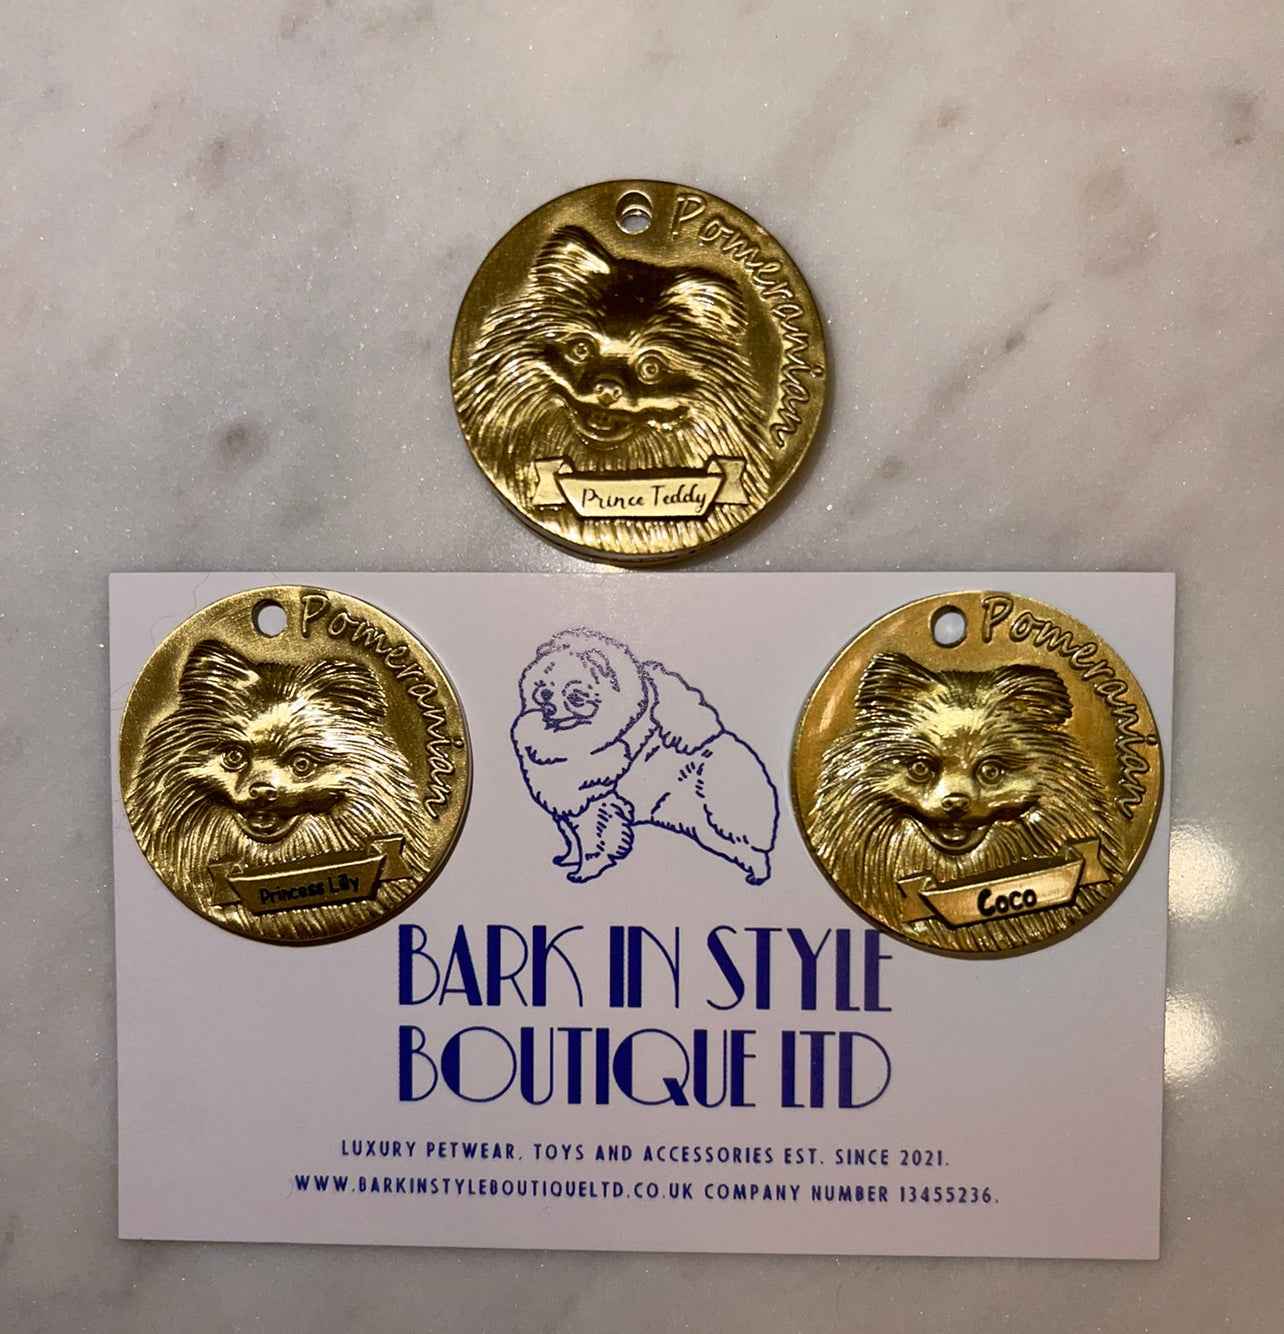 Pomeranian
Prince Teddy
Pomeranian
Princess Lily
Pomeranian
Coco
BARK IN STYLE
BOUTIQUE LTD
LUXURY PETWEAR, TOYS AND ACCESSORIES EST. SINCE 2021.
WWW.BARKINSTYLEBOUTIQUELTD.CO.UK COMPANY NUMBER 13455236.